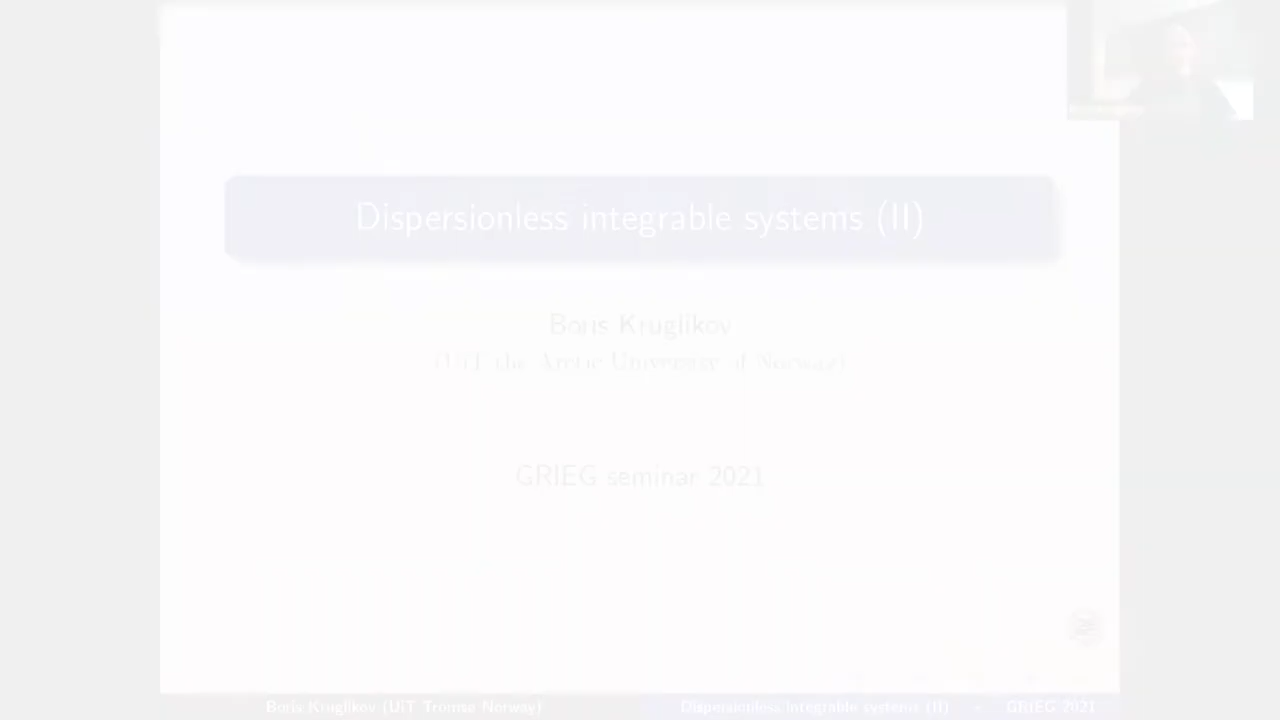 Dispersionless integrable systems (II)
Boris Kruglikov
(UiT the Arctic University of Norway)
GRIEG seminar 2021
Boris Kruglikov (UiT Tromsø Norway)
Dispersionless integrable systems (II)
GRIEG 2021